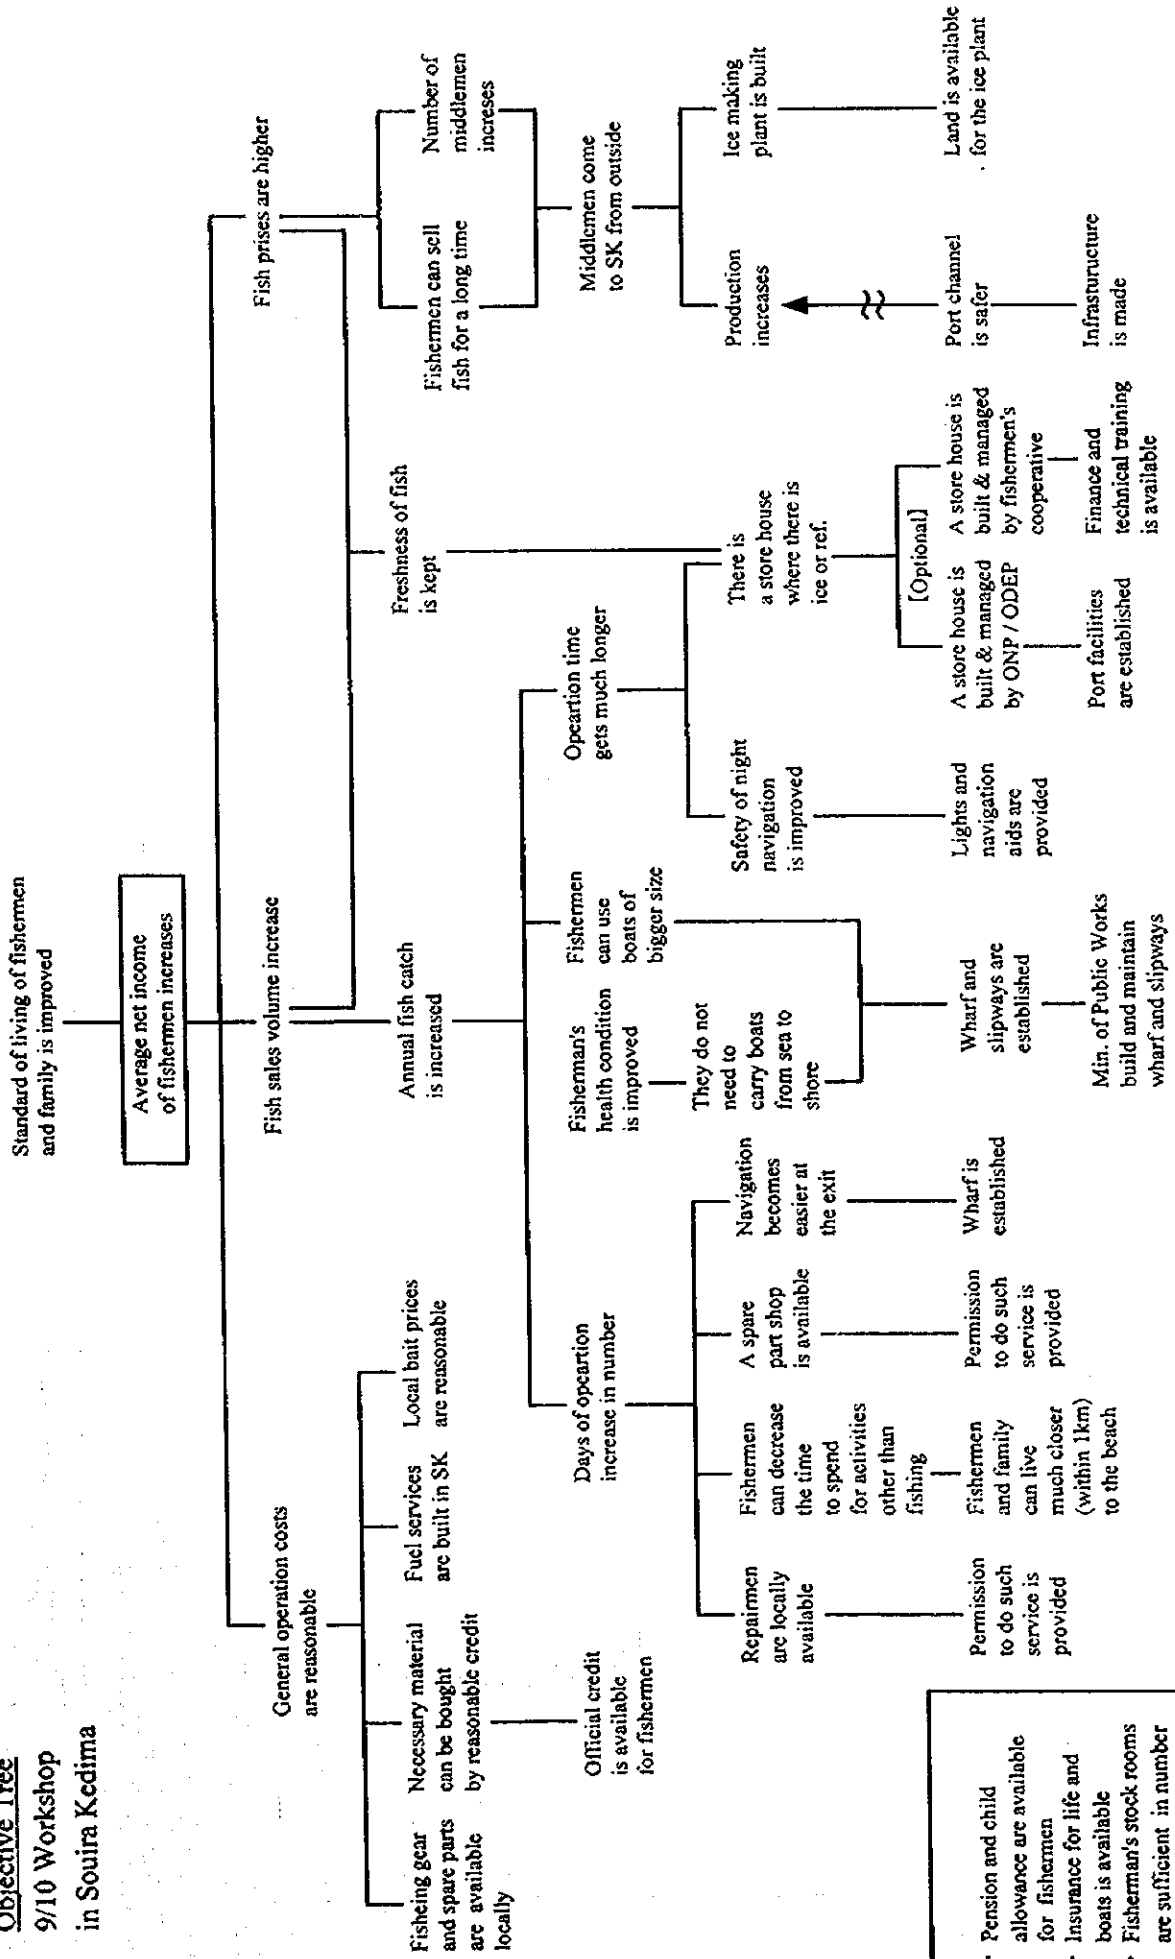 Objective Tree
9/10 Workshop
in Souira Kedima
Standard of living of fishermen
and family is improved
Average net income
of fishermen increases
General operation costs
are reasonable
Fish sales volume increase
Fish prises are higher
Fisheing gear
and spare parts
are available
locally
Necessary material
can be bought
by reasonable credit
Fuel services
are built in SK
Local bait prices
are reasonable
Annual fish catch
is increased
Freshness of fish
is kept
Fishermen can sell
fish for a long time
Number of
middlemen
increses
Official credit
is available
for fishermen
Days of opeartion
increase in number
Fisherman's
health condition
is improved
Fishermen
can use
boats of
bigger size
Opeartion time
gets much longer
Middlemen come
to SK from outside
Repairmen
are locally
available
Fishermen
can decrease
the time
to spend
for activities
other than
fishing
A spare
part shop
is available
Navigation
becomes
easier at
the exit
They do not
need to
carry boats
from sea to
shore
Safety of night
navigation
is improved
There is
a store house
where there is
ice or ref.
Production
increases
Ice making
plant is built
[Optional]
Permission
to do such
service is
provided
Fishermen
and family
can live
much closer
(within 1km)
to the beach
Permission
to do such
service is
provided
Wharf is
established
Wharf and
slipways are
established
Lights and
navigation
aids are
provided
A store house is
built & managed
by ONP / ODEP
A store house is
built & managed
by fishermen's
cooperative
Port channel
is safer
Land is available
. for the ice plant
Min. of Public Works
build and maintain
wharf and slipways
Port facilities
are established
Finance and
technical training
is available
Infrasturucture
is made
· Pension and child
allowance are available
for fishermen
· Insurance for life and
boats is available
· Fisherman's stock rooms
are sufficient in number